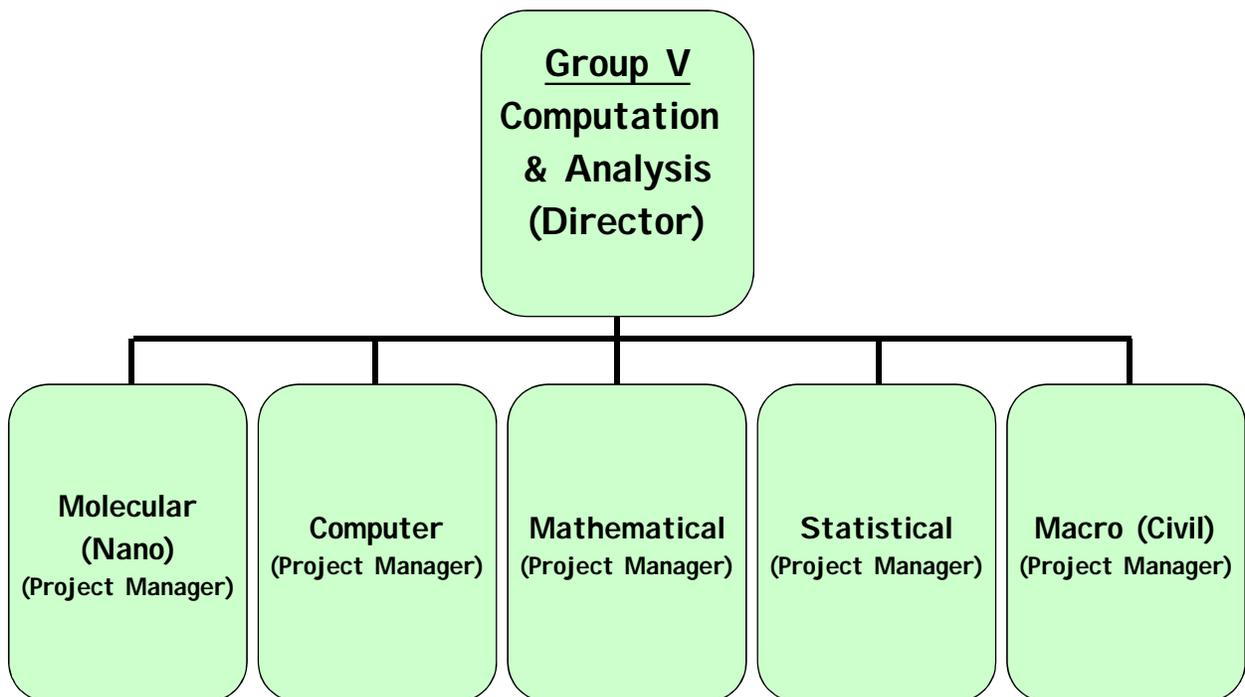 Group V
Computation
& Analysis
(Director)
Molecular
(Nano)
(Project Manager)
Computer
(Project Manager)
Mathematical
(Project Manager)
Statistical
(Project Manager)
Macro (Civil)
(Project Manager)